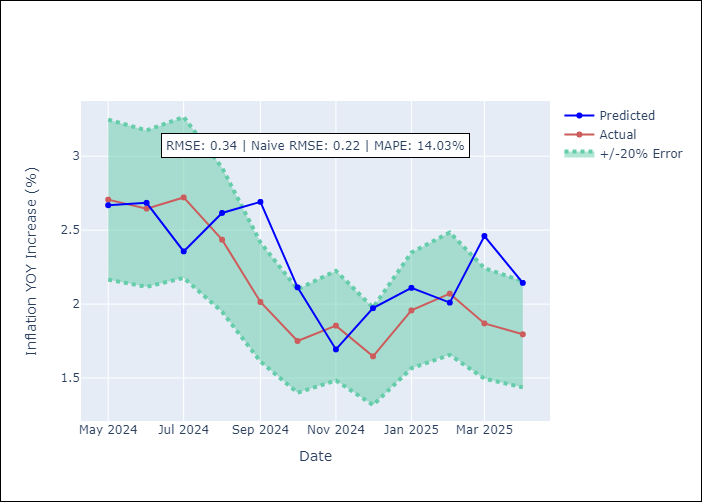 RMSE: 0.34 | Naive RMSE: 0.22 | MAPE: 14.03%
Predicted
Actual
+/-20% Error
Inflation YOY Increase (%)
3
2.5
2
1.5
May 2024
Jul 2024
Sep 2024
Nov 2024
Jan 2025
Mar 2025
Date